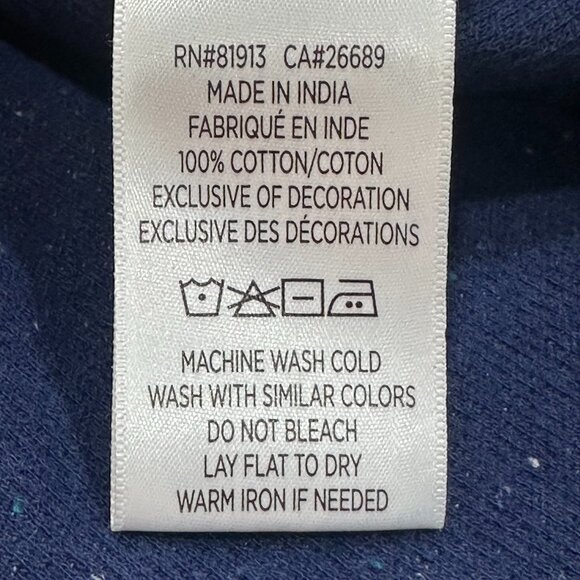 RN#81913 CA#26689
MADE IN INDIA
FABRIQUÉ EN INDE
100% COTTON/COTON
EXCLUSIVE OF DECORATION
EXCLUSIVE DES DÉCORATIONS
MACHINE WASH COLD
WASH WITH SIMILAR COLORS
DO NOT BLEACH
LAY FLAT TO DRY
WARM IRON IF NEEDED